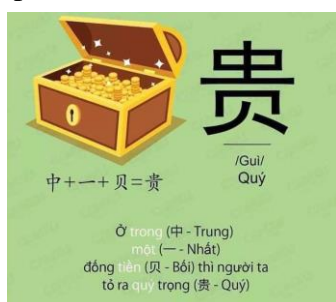 贵
/Guì/
Quý
中+一+贝=贵
Ở trong (中 - Trung)
một (一 - Nhất)
đồng tiền (贝 - Bối) thì người ta
tỏ ra quý trọng (贵 - Quý)